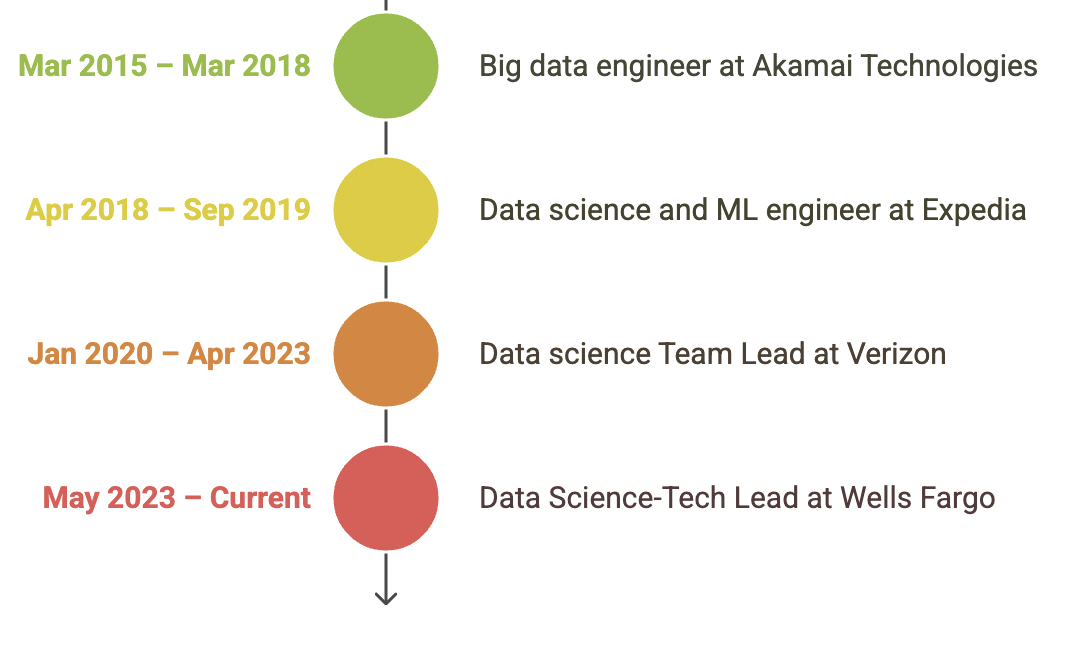 Mar 2015 – Mar 2018
Big data engineer at Akamai Technologies
Apr 2018 – Sep 2019
Data science and ML engineer at Expedia
Jan 2020 – Apr 2023
Data science Team Lead at Verizon
May 2023 – Current
Data Science-Tech Lead at Wells Fargo